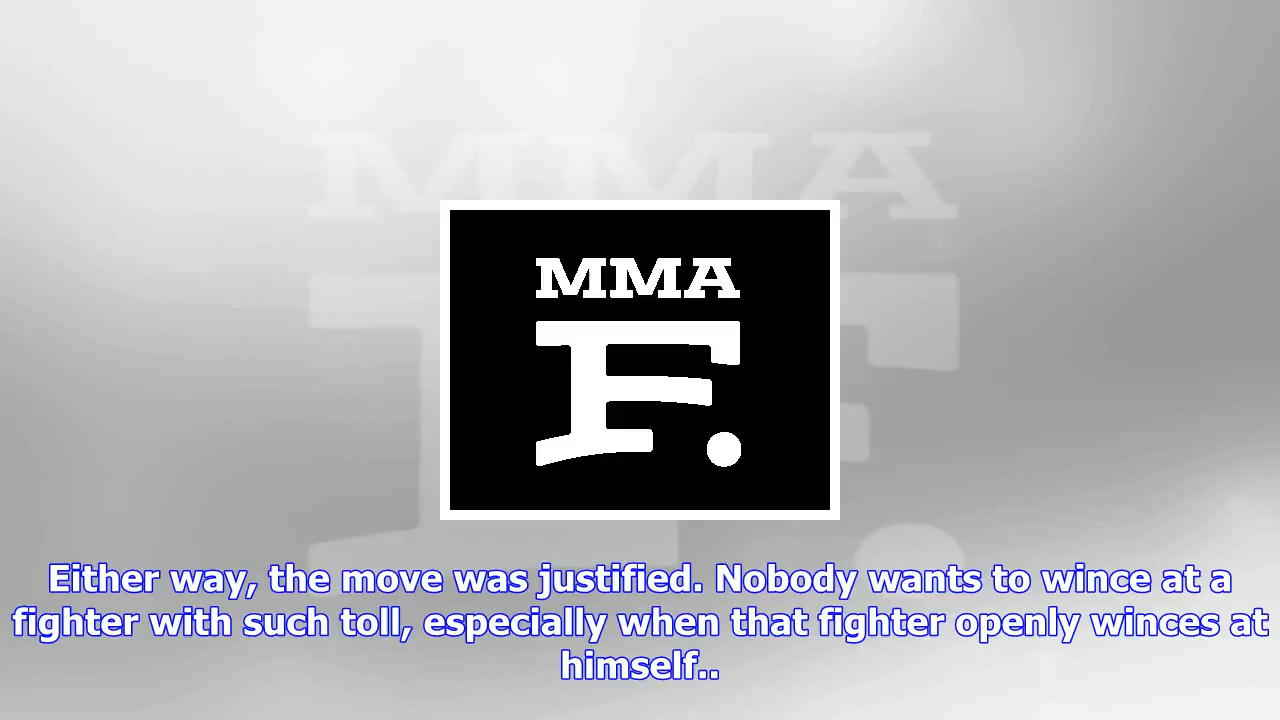 MMA
MMA
F.
Either way, the move was justified. Nobody wants to wince at a
fighter with such toll, especially when that fighter openly winces at
himself..